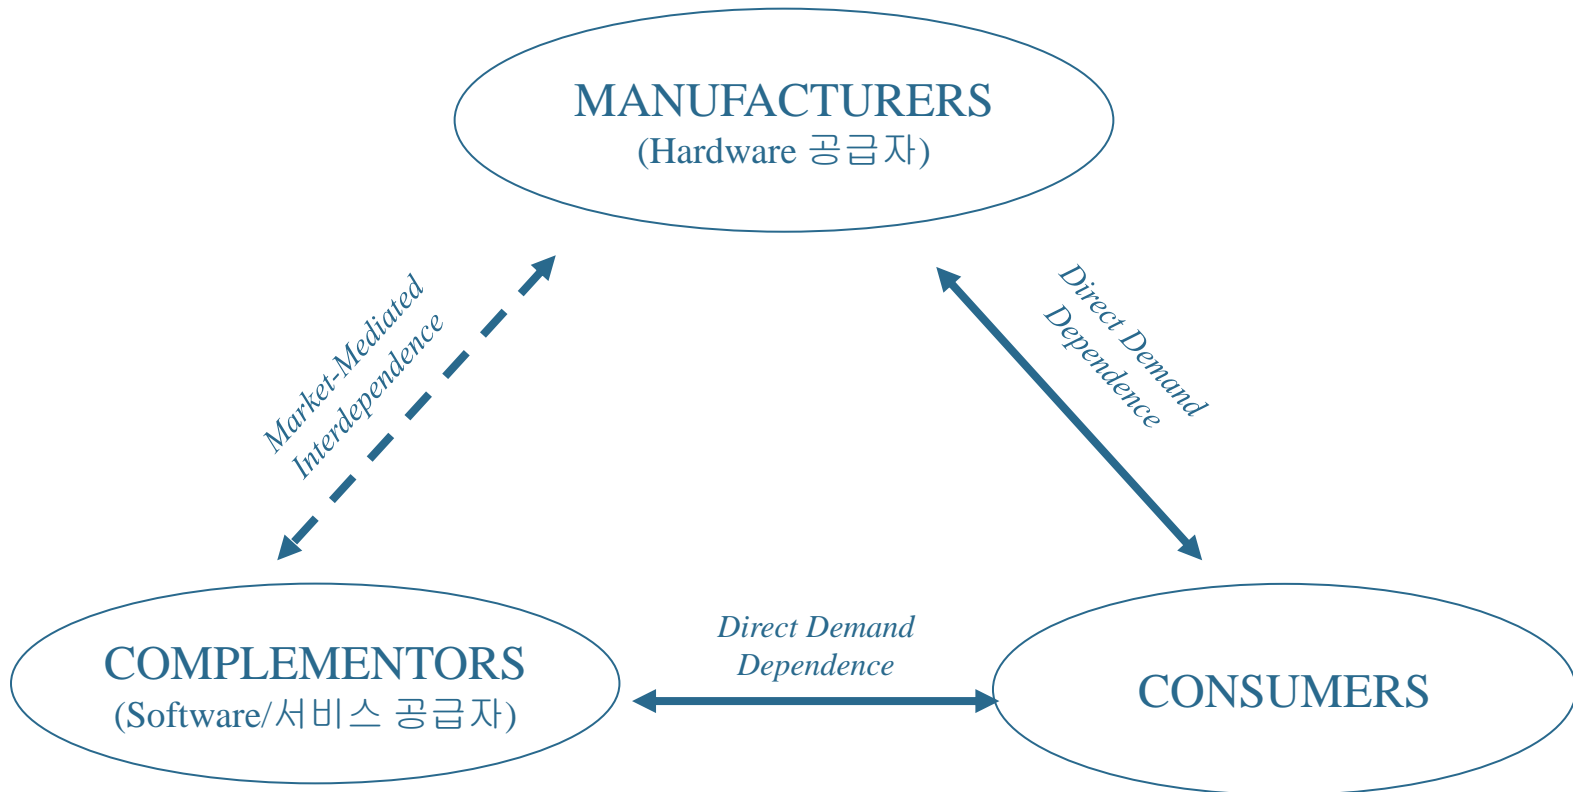 MANUFACTURERS
(Hardware 공급자)
Market-Mediated
Interdependence
Direct Demand
Dependence
COMPLEMENTORS
(Software/서비스 공급자)
Direct Demand
Dependence
CONSUMERS